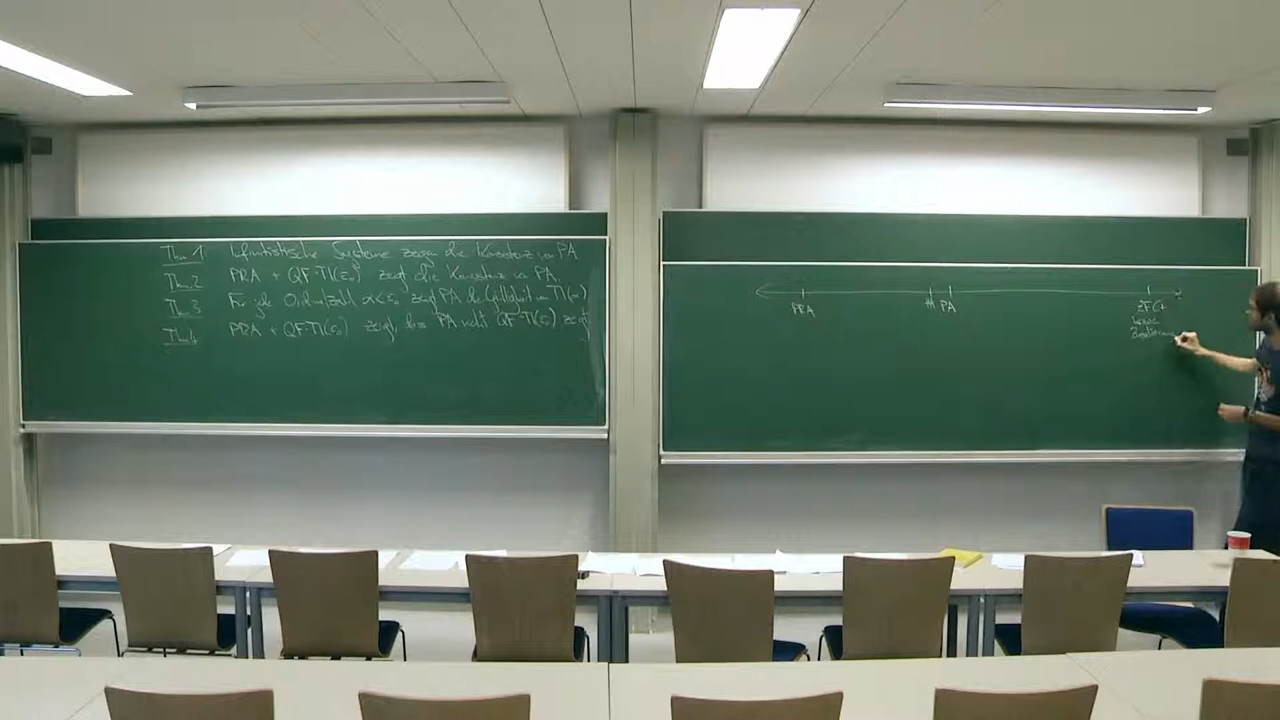 Thm 1 Infinitistische Systeme zeigen die Konsistenz von PA
Thm 2 PRA + QF-TI(ε₀) zeigt die Konsistenz von PA.
Thm 3 Für jede Ordinalzahl α<ε₀ zeigt PA die Gültigkeit von TI(α)
Thm 4 PRA + QF-TI(ε₀) zeigt, dass PA nicht QF-TI(ε₀) zeigt
PRA PA ZFC+